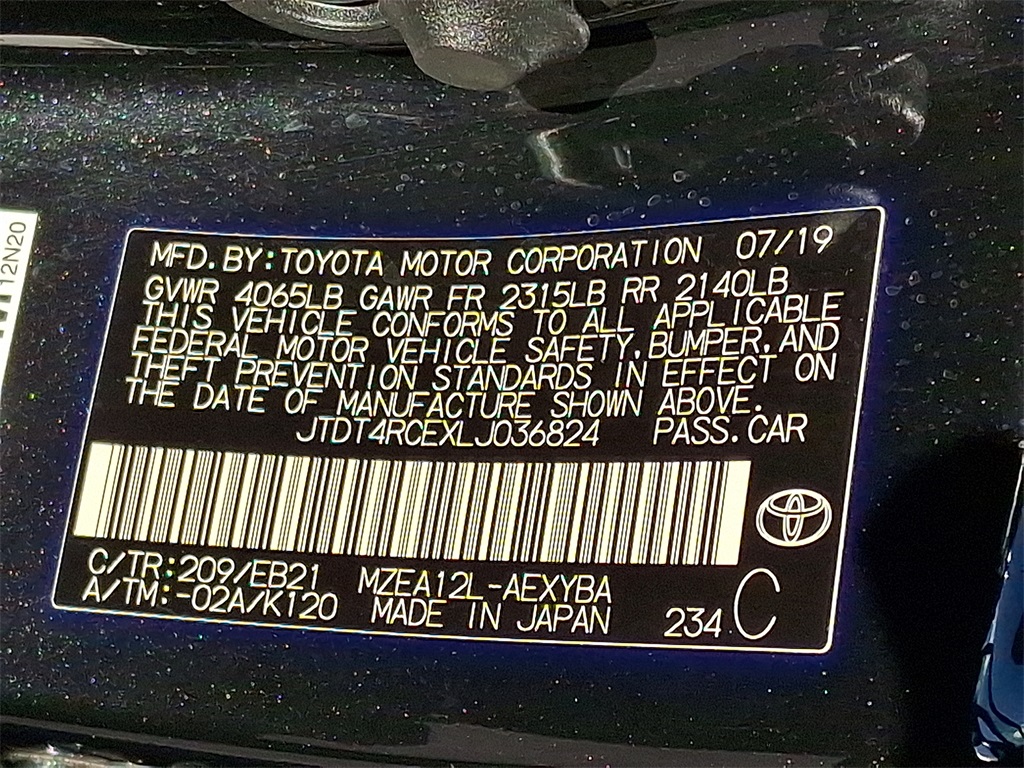 MFD.BY:TOYOTA MOTOR CORPORATION 07/19
GVWR 4065LB GAWR FR 2315LB RR 2140LB
THIS VEHICLE CONFORMS TO ALL APPLICABLE
FEDERAL MOTOR VEHICLE SAFETY,BUMPER,AND
THEFT PREVENTION STANDARDS IN EFFECT ON
THE DATE OF MANUFACTURE SHOWN ABOVE.
JTDT4RCEXLJ036824 PASS.CAR
C/TR:209/EB21 MZEA12L-AEXYBA
A/TM:-02A/K120 MADE IN JAPAN 234 C
12N20